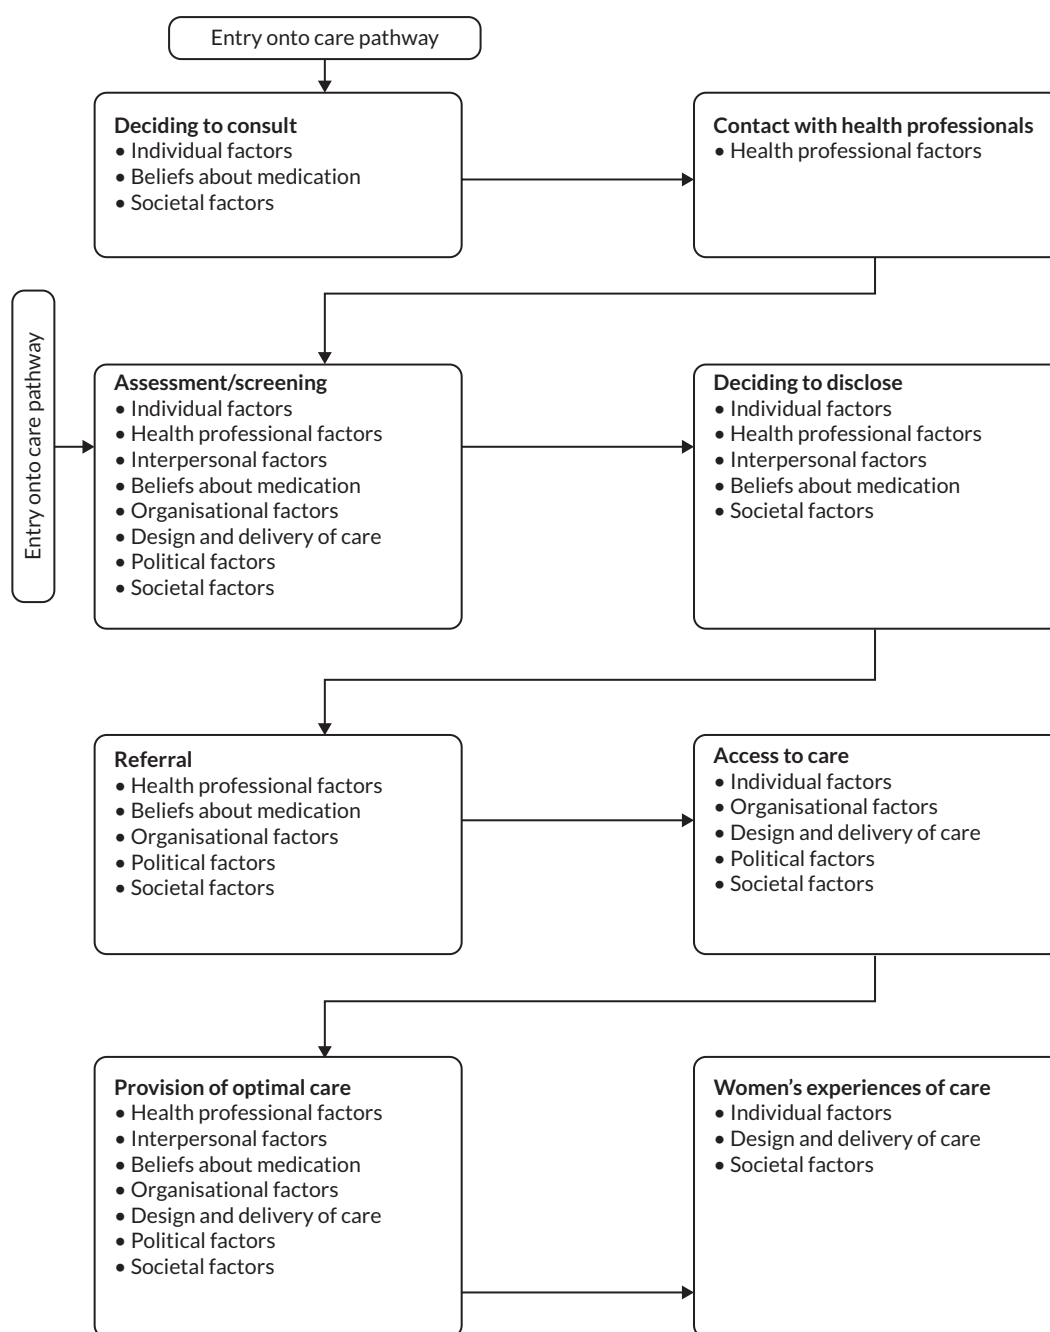 Entry onto care pathway
Deciding to consult
• Individual factors
• Beliefs about medication
• Societal factors
Contact with health professionals
• Health professional factors
Entry onto care pathway
Assessment/screening
• Individual factors
• Health professional factors
• Interpersonal factors
• Beliefs about medication
• Organisational factors
• Design and delivery of care
• Political factors
• Societal factors
Deciding to disclose
• Individual factors
• Health professional factors
• Interpersonal factors
• Beliefs about medication
• Societal factors
Referral
• Health professional factors
• Beliefs about medication
• Organisational factors
• Political factors
• Societal factors
Access to care
• Individual factors
• Organisational factors
• Design and delivery of care
• Political factors
• Societal factors
Provision of optimal care
• Health professional factors
• Interpersonal factors
• Beliefs about medication
• Organisational factors
• Design and delivery of care
• Political factors
• Societal factors
Women’s experiences of care
• Individual factors
• Design and delivery of care
• Societal factors